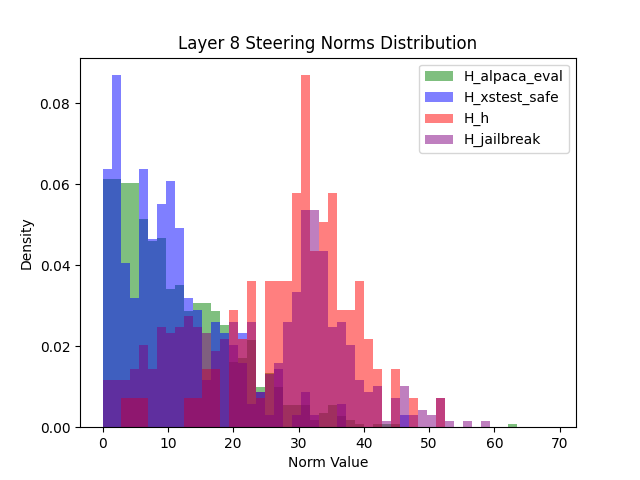 Layer 8 Steering Norms Distribution
H_alpaca_eval
H_xstest_safe
H_h
H_jailbreak
0.08
0.06
0.04
0.02
0.00
Density
0 10 20 30 40 50 60 70
Norm Value